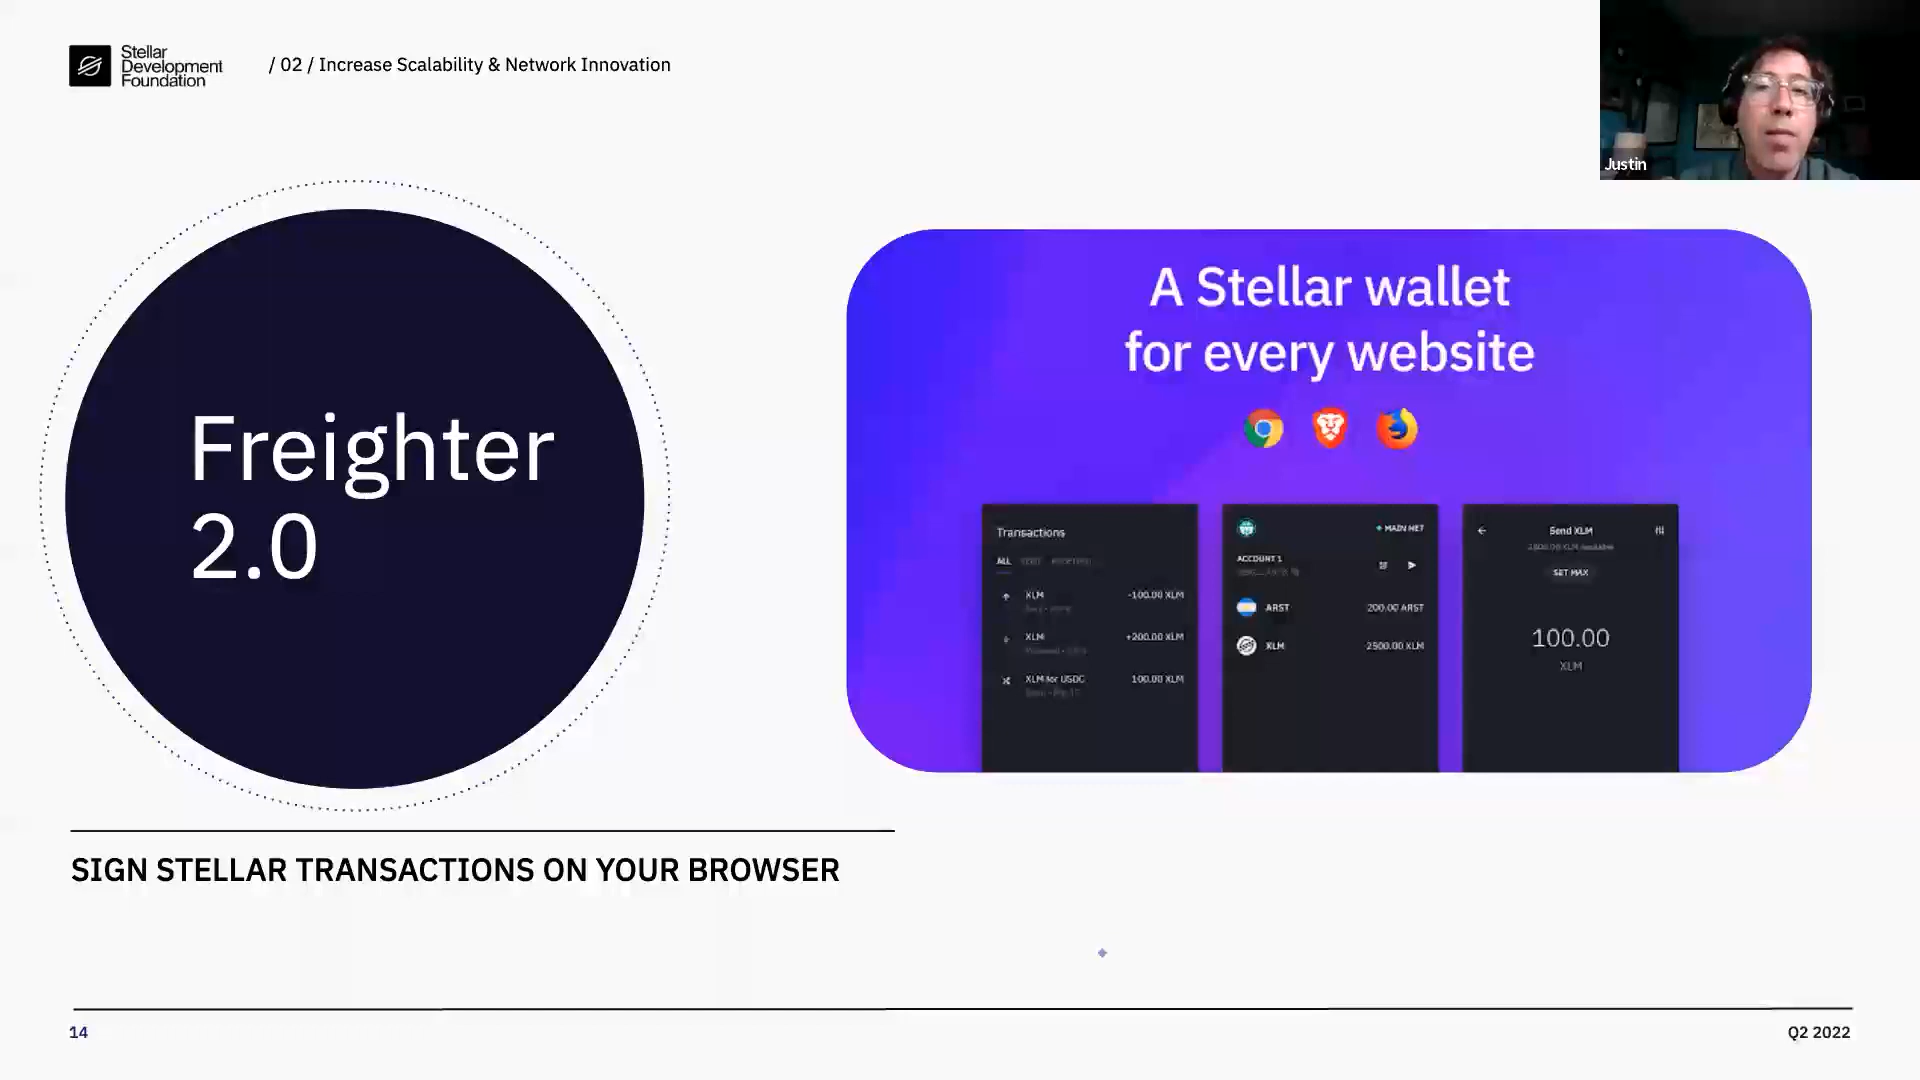 Stellar
Development
Foundation
/ 02 / Increase Scalability & Network Innovation
Justin
Freighter
2.0
A Stellar wallet
for every website
Transactions
ALL
XLM -100.00 XLM
XLM +200.00 XLM
XLM for USDC 100.00 XLM
MAIN NET
ACCOUNT 1
ARST 200.00 ARST
XLM 2500.00 XLM
Send XLM
SET MAX
100.00
XLM
SIGN STELLAR TRANSACTIONS ON YOUR BROWSER
14
Q2 2022